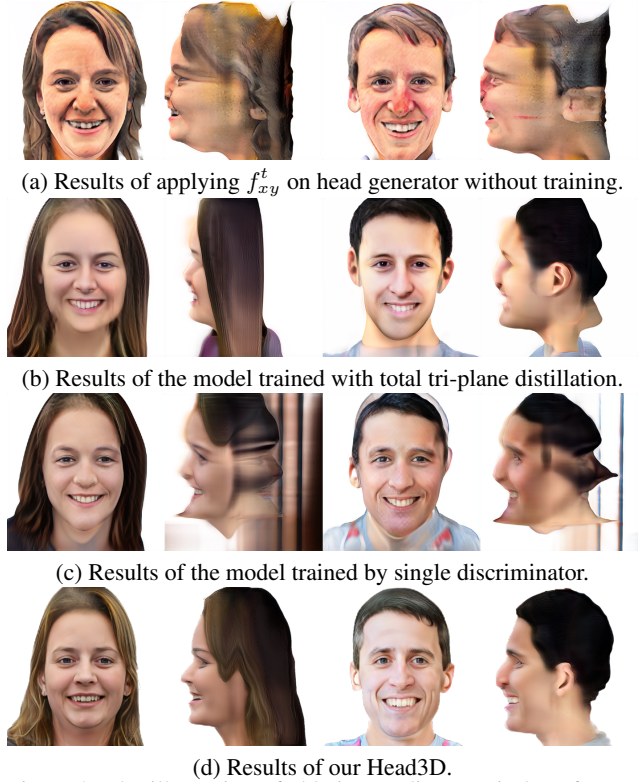 (a) Results of applying $f_{xy}^{t}$ on head generator without training.
(b) Results of the model trained with total tri-plane distillation.
(c) Results of the model trained by single discriminator.
(d) Results of our Head3D.